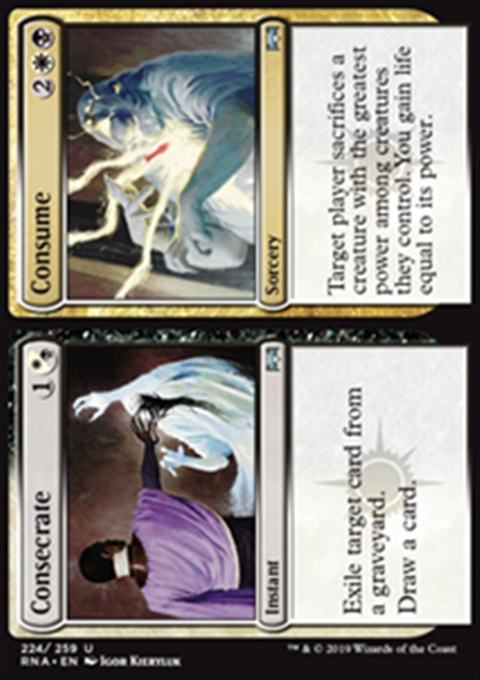 Consume 2
Sorcery
Target player sacrifices a
creature with the greatest
power among creatures
they control. You gain life
equal to its power.
Consecrate 1
Instant
Exile target card from
a graveyard.
Draw a card.
224/259 U
RNA • EN Igor Kieryluk
™ & © 2019 Wizards of the Coast